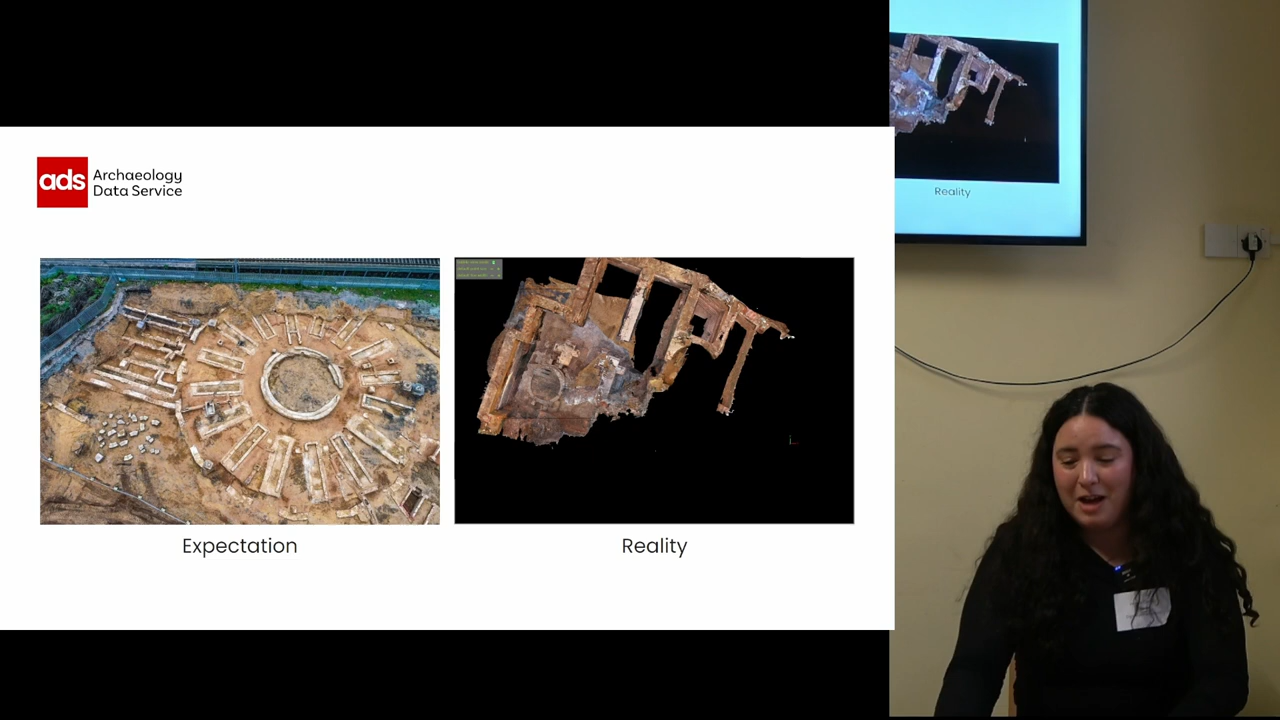 ads
Archaeology
Data Service
Expectation
Reality
Reality